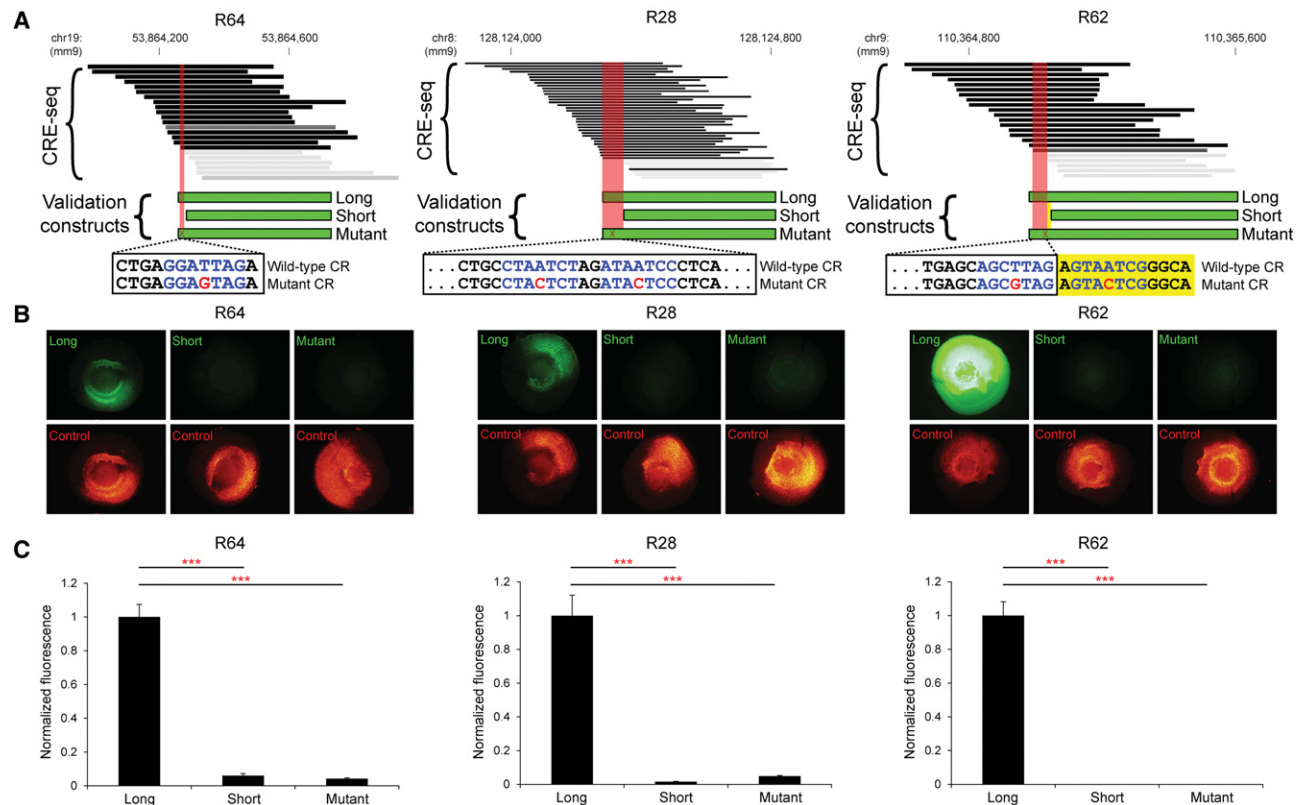 A
R64
R28
R62
chr19: 53,864,200 53,864,600
(mm9)
chr8: 128,124,000 128,124,800
(mm9)
chr9: 110,364,800 110,365,600
(mm9)
CRE-seq
CRE-seq
CRE-seq
Validation constructs
Long
Short
Mutant
Validation constructs
Long
Short
Mutant
Validation constructs
Long
Short
Mutant
CTGAGGATTAGA Wild-type CR
CTGAGGAGTAGA Mutant CR
...CTGCCTAATCTAGATAATCCCTCA... Wild-type CR
...CTGCCTACTCTAGATACTCCCTCA... Mutant CR
...TGAGCAGCTTAGAGTAATCGGGCA Wild-type CR
...TGAGCAGCGTAGAGTACTCGGGCA Mutant CR
B
R64
R28
R62
Long Short Mutant
Control Control Control
Long Short Mutant
Control Control Control
Long Short Mutant
Control Control Control
C
R64
***
***
Normalized fluorescence
1.2
1
0.8
0.6
0.4
0.2
0
Long Short Mutant
R28
***
***
Normalized fluorescence
1.2
1
0.8
0.6
0.4
0.2
0
Long Short Mutant
R62
***
***
Normalized fluorescence
1.2
1
0.8
0.6
0.4
0.2
0
Long Short Mutant